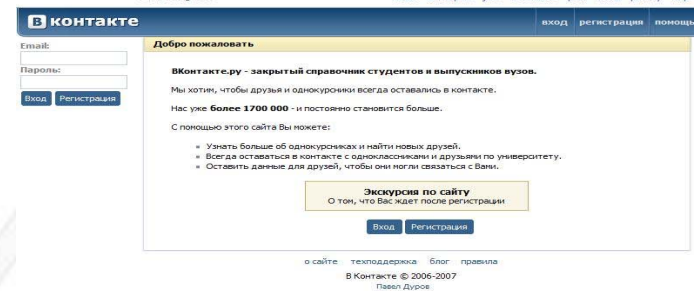 В контакте
вход регистрация помощь
Email:
Пароль:
Вход Регистрация
Добро пожаловать
ВКонтакте.ру - закрытый справочник студентов и выпускников вузов.
Мы хотим, чтобы друзья и однокурсники всегда оставались в контакте.
Нас уже более 1700 000 - и постоянно становится больше.
С помощью этого сайта Вы можете:
Узнать больше об однокурсниках и найти новых друзей.
Всегда оставаться в контакте с одноклассниками и друзьями по университету.
Оставить данные для друзей, чтобы они могли связаться с Вами.
Экскурсия по сайту
О том, что Вас ждет после регистрации
Вход Регистрация
о сайте техподдержка блог правила
В Контакте © 2006-2007
Павел Дуров